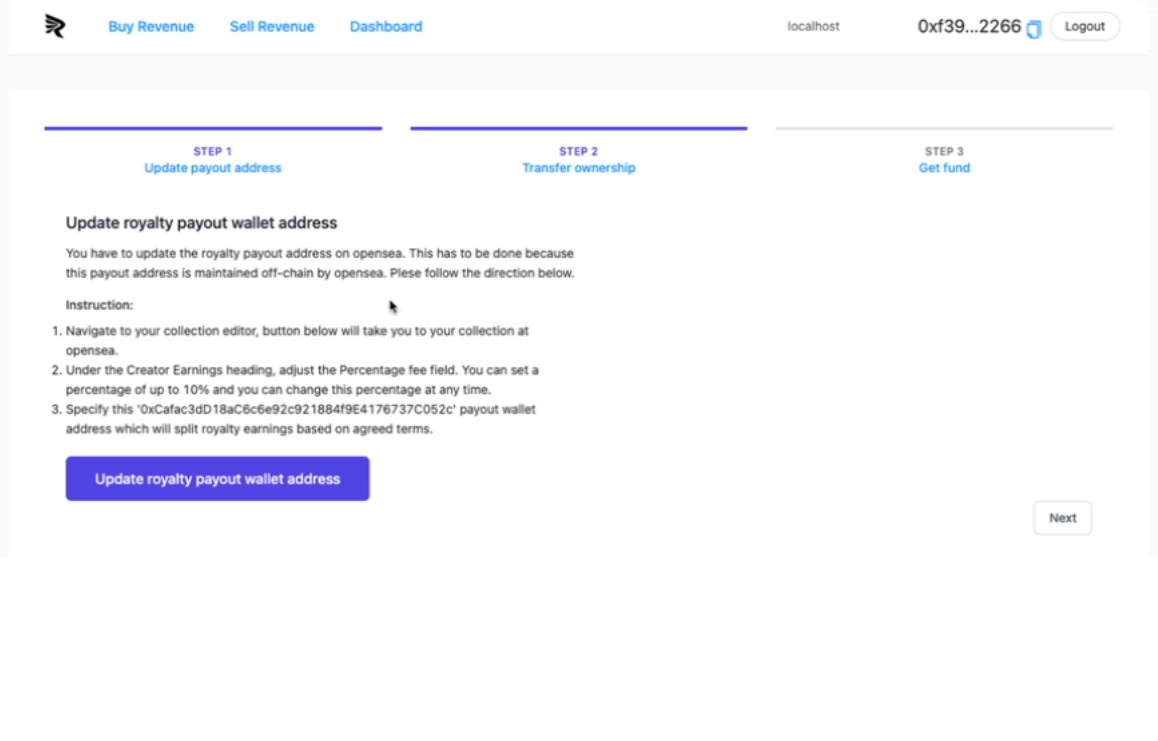 Buy Revenue Sell Revenue Dashboard localhost 0xf39...2266 Logout
STEP 1 STEP 2 STEP 3
Update payout address Transfer ownership Get fund
Update royalty payout wallet address
You have to update the royalty payout address on opensea. This has to be done because
this payout address is maintained off-chain by opensea. Plese follow the direction below.
Instruction:
1. Navigate to your collection editor, button below will take you to your collection at
opensea.
2. Under the Creator Earnings heading, adjust the Percentage fee field. You can set a
percentage of up to 10% and you can change this percentage at any time.
3. Specify this '0xCafac3dD18aC6c6e92c921884f9E4176737C052c' payout wallet
address which will split royalty earnings based on agreed terms.
Update royalty payout wallet address
Next